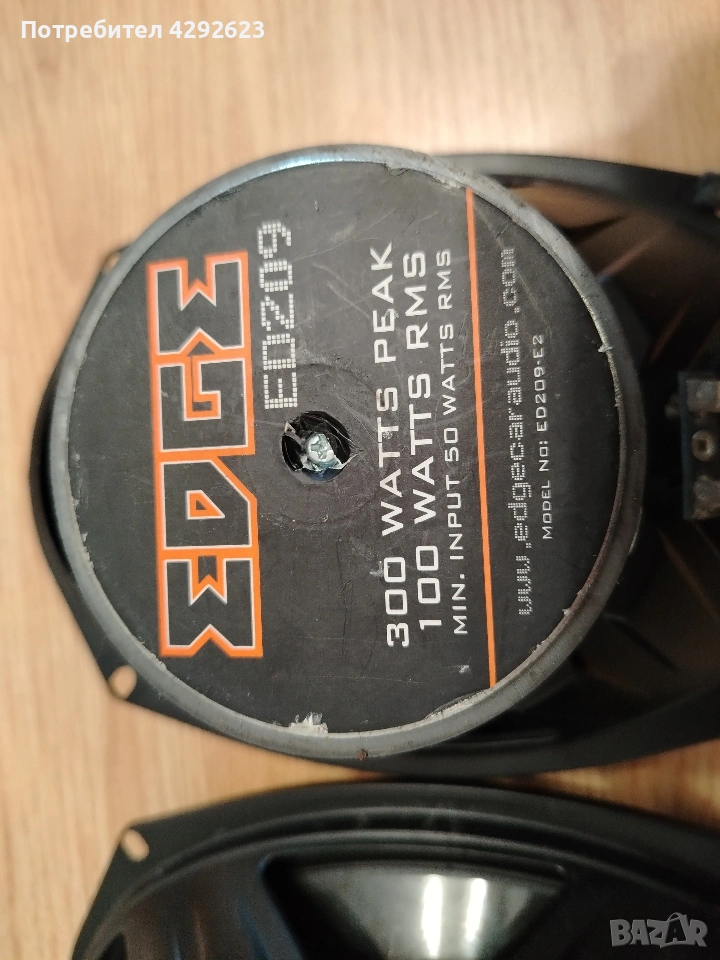 Потребител 4292623
EDGE
ED209
300 WATTS PEAK
100 WATTS RMS
MIN. INPUT 50 WATTS RMS
www.edgecaraudio.com
MODEL NO: ED209-E2
BAZAR